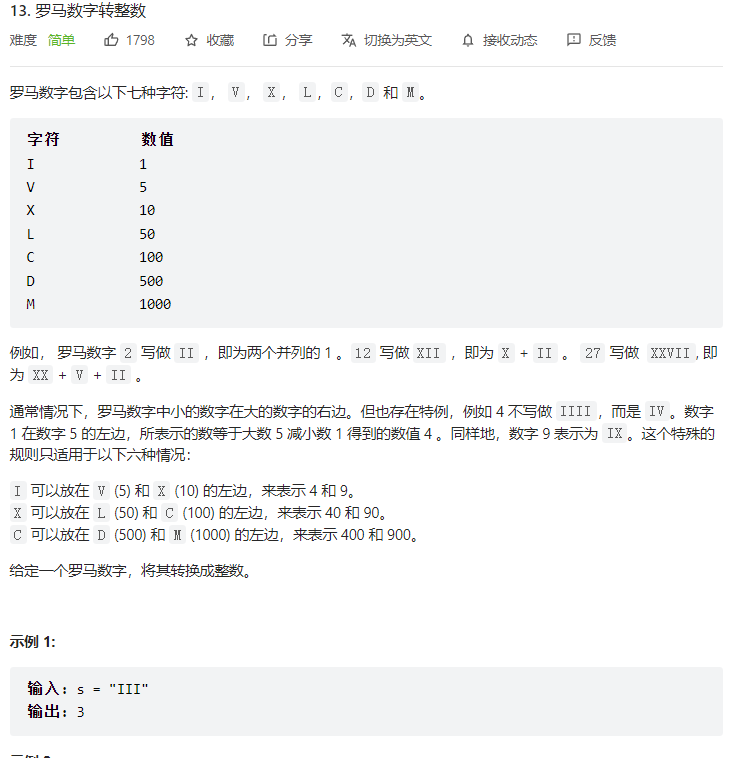 13. 罗马数字转整数
难度 简单 1798 收藏 分享 切换为英文 接收动态 反馈
罗马数字包含以下七种字符: I， V， X， L，C，D 和 M。
字符 数值
I 1
V 5
X 10
L 50
C 100
D 500
M 1000
例如， 罗马数字 2 写做 II ，即为两个并列的 1 。12 写做 XII ，即为 X + II 。 27 写做 XXVII, 即
为 XX + V + II 。
通常情况下，罗马数字中小的数字在大的数字的右边。但也存在特例，例如 4 不写做 IIII，而是 IV。数字
1 在数字 5 的左边，所表示的数等于大数 5 减小数 1 得到的数值 4 。同样地，数字 9 表示为 IX。这个特殊的
规则只适用于以下六种情况：
I 可以放在 V (5) 和 X (10) 的左边，来表示 4 和 9。
X 可以放在 L (50) 和 C (100) 的左边，来表示 40 和 90。
C 可以放在 D (500) 和 M (1000) 的左边，来表示 400 和 900。
给定一个罗马数字，将其转换成整数。
示例 1:
输入: s = "III"
输出: 3